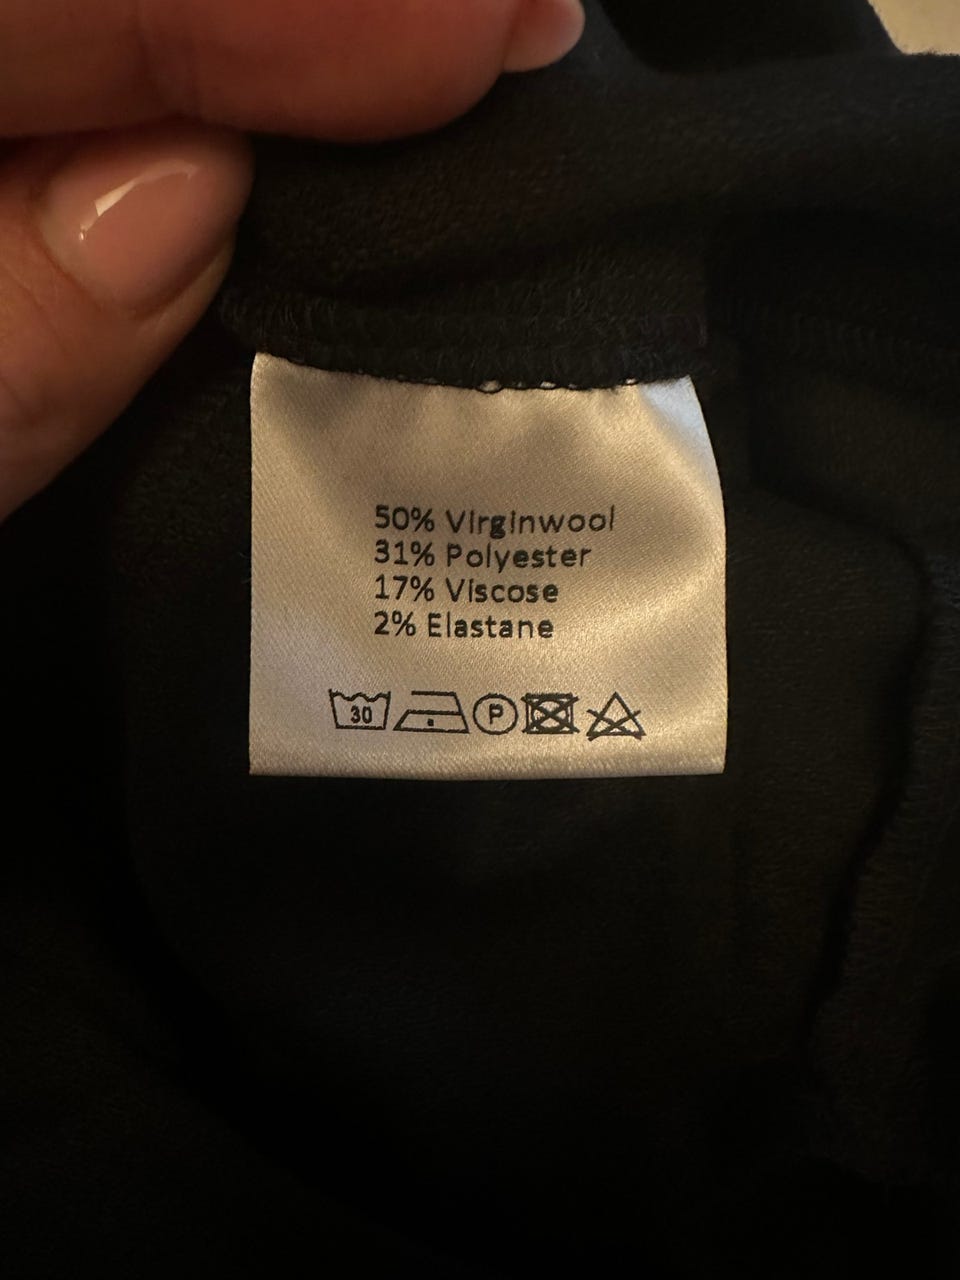 50% Virginwool
31% Polyester
17% Viscose
2% Elastane
30 P